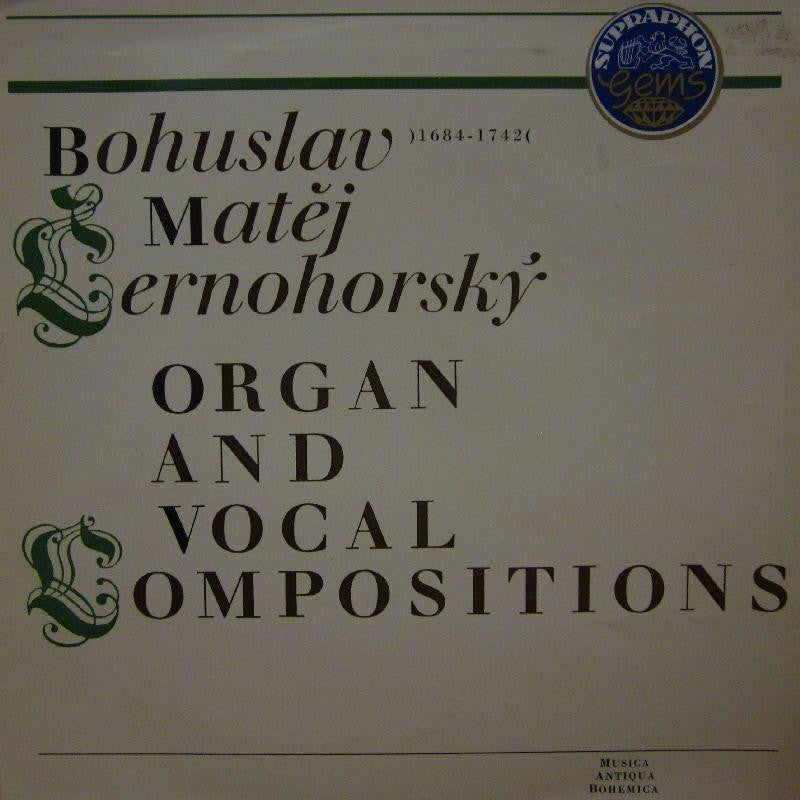 SUPRAPHON
Gems
Bohuslav )1684-1742(
Matěj
Černohorský
ORGAN
AND
VOCAL
COMPOSITIONS
MUSICA
ANTIQUA
BOHEMICA